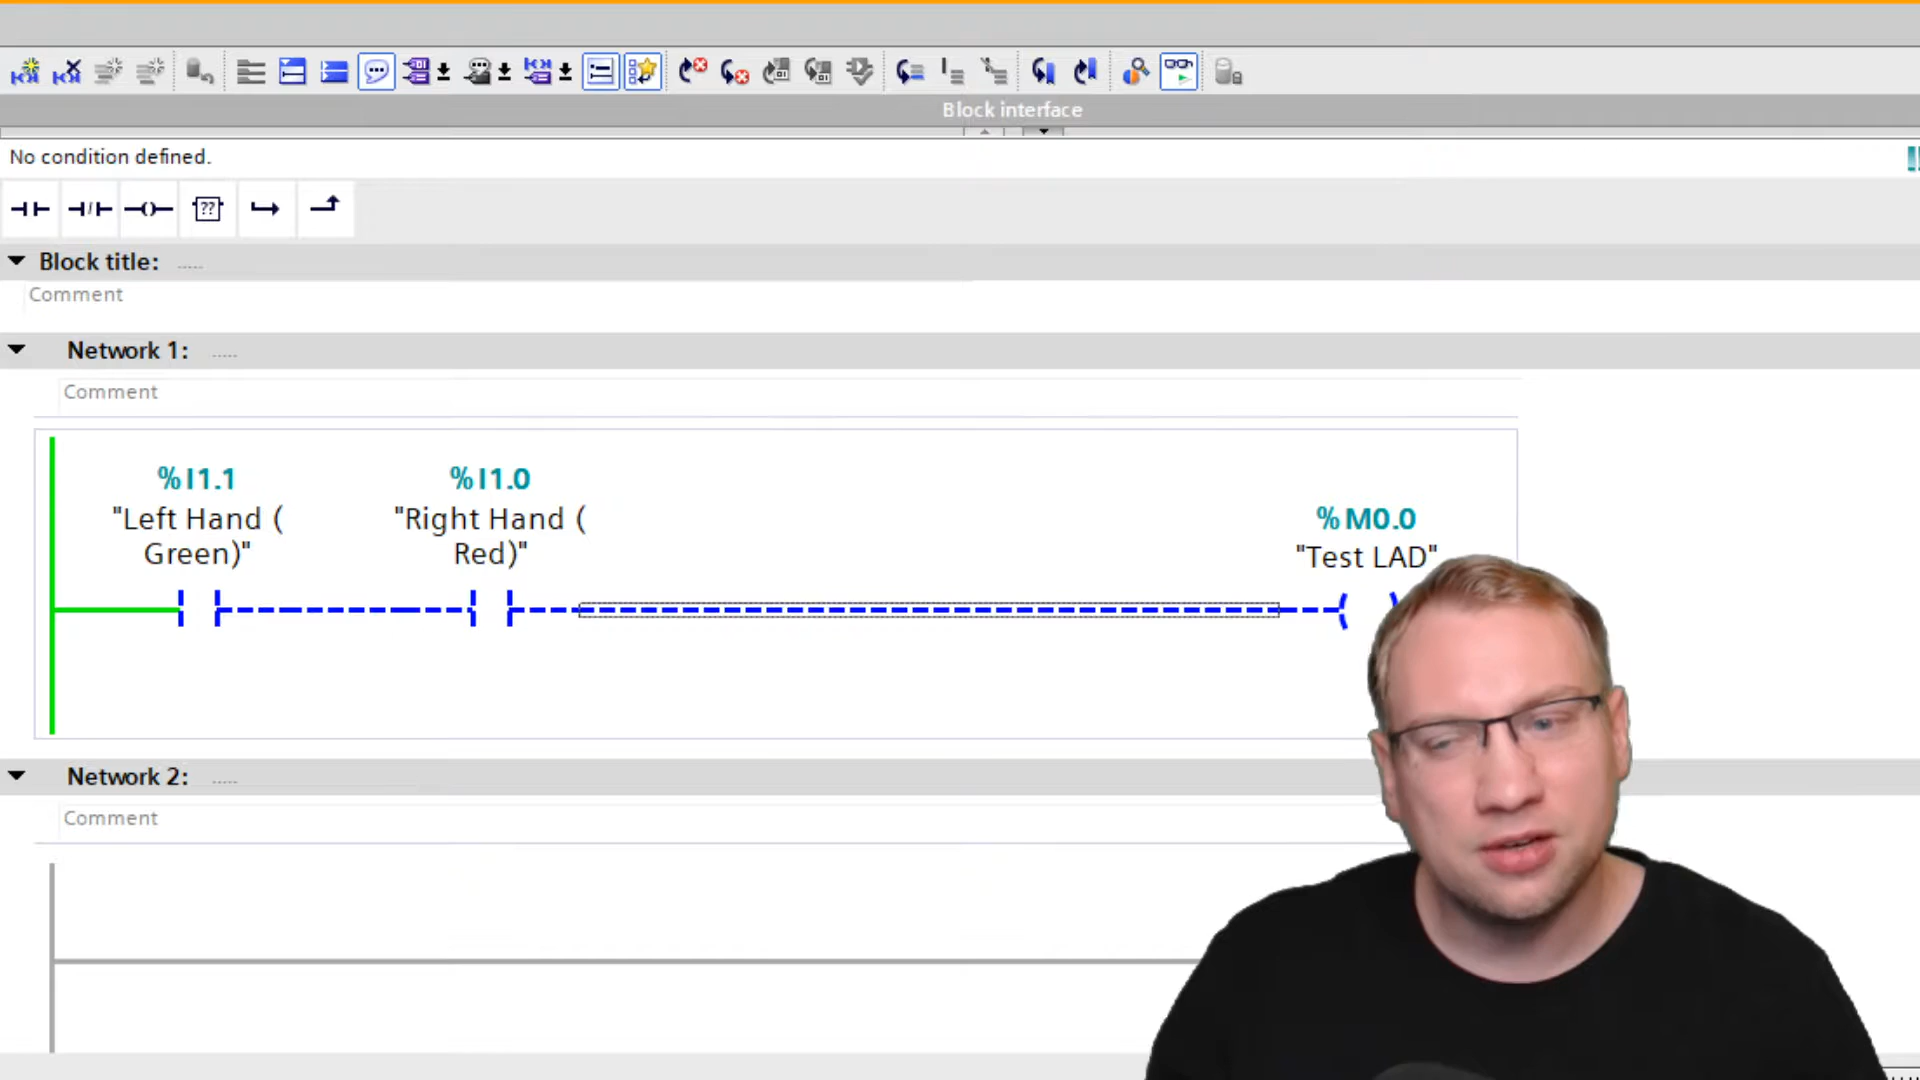 Block interface
No condition defined.
??
Block title: .....
Comment
Network 1: .....
Comment
%I1.1
"Left Hand (
Green)"
%I1.0
"Right Hand (
Red)"
%M0.0
"Test LAD"
Network 2: .....
Comment